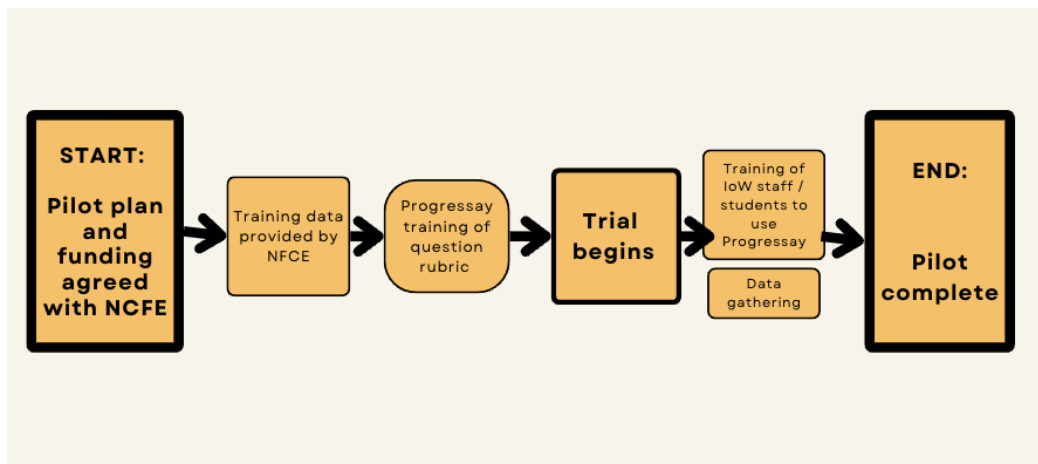 START:
Pilot plan
and
funding
agreed
with NCFE
Training data
provided by
NFCE
Progressay
training of
question
rubric
Trial
begins
Training of
IoW staff /
students to
use
Progressay
Data
gathering
END:
Pilot
complete